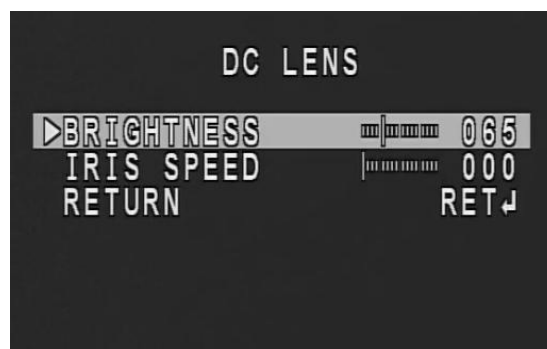 DC LENS
BRIGHTNESS 065
IRIS SPEED 000
RETURN RET↲